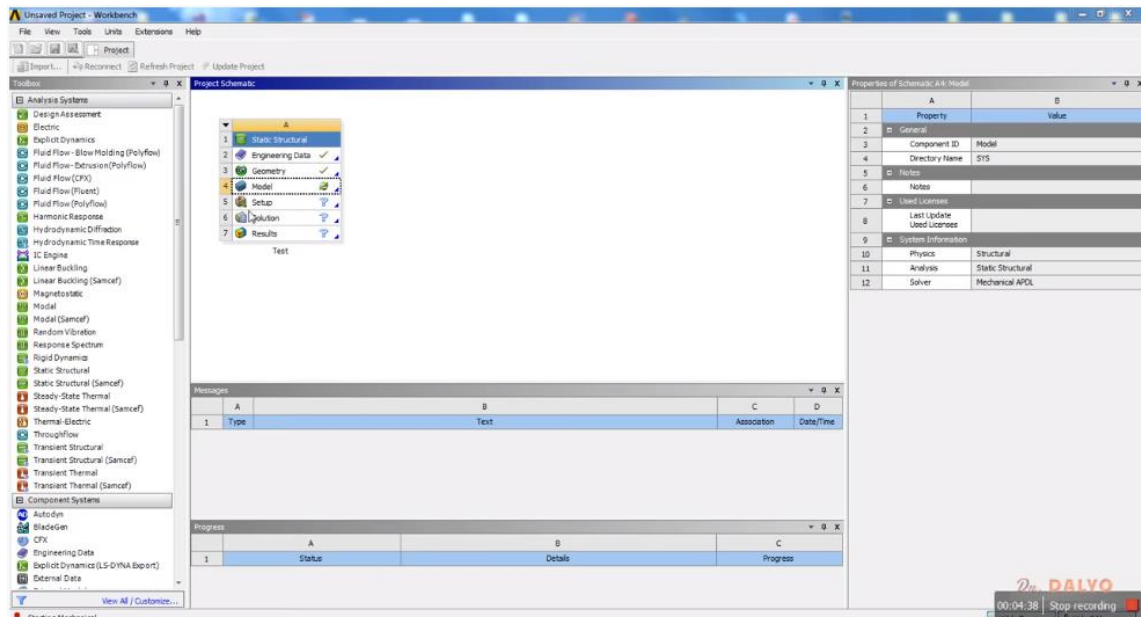 Unsaved Project - Workbench
File View Tools Units Extensions Help
Project
Import... Reconnect Refresh Project Update Project
Toolbox
Analysis Systems
Design Assessment
Electric
Explicit Dynamics
Fluid Flow - Blow Molding (Polyflow)
Fluid Flow - Extrusion (Polyflow)
Fluid Flow (CFX)
Fluid Flow (Fluent)
Fluid Flow (Polyflow)
Harmonic Response
Hydrodynamic Diffraction
Hydrodynamic Time Response
IC Engine
Linear Buckling
Linear Buckling (Samcef)
Magnetostatic
Modal
Modal (Samcef)
Random Vibration
Response Spectrum
Rigid Dynamics
Static Structural
Static Structural (Samcef)
Steady-State Thermal
Steady-State Thermal (Samcef)
Thermal-Electric
Throughflow
Transient Structural
Transient Structural (Samcef)
Transient Thermal
Transient Thermal (Samcef)
Component Systems
Autodyn
BladeGen
CFX
Engineering Data
Explicit Dynamics (LS-DYNA Export)
External Data
View All / Customize...
Starting Mechanical
Project Schematic
A
1 Static Structural
2 Engineering Data
3 Geometry
4 Model
5 Setup
6 Solution
7 Results
Test
Messages
A B C D
1 Type Text Association Date/Time
Progress
A B C
1 Status Details Progress
Properties of Schematic A4: Model
A B
1 Property Value
2 General
3 Component ID Model
4 Directory Name SYS
5 Notes
6 Notes
7 Used Licenses
8 Last Update
Used Licenses
9 System Information
10 Physics Structural
11 Analysis Static Structural
12 Solver Mechanical APDL
Dr. DALYO
00:04:38 Stop recording